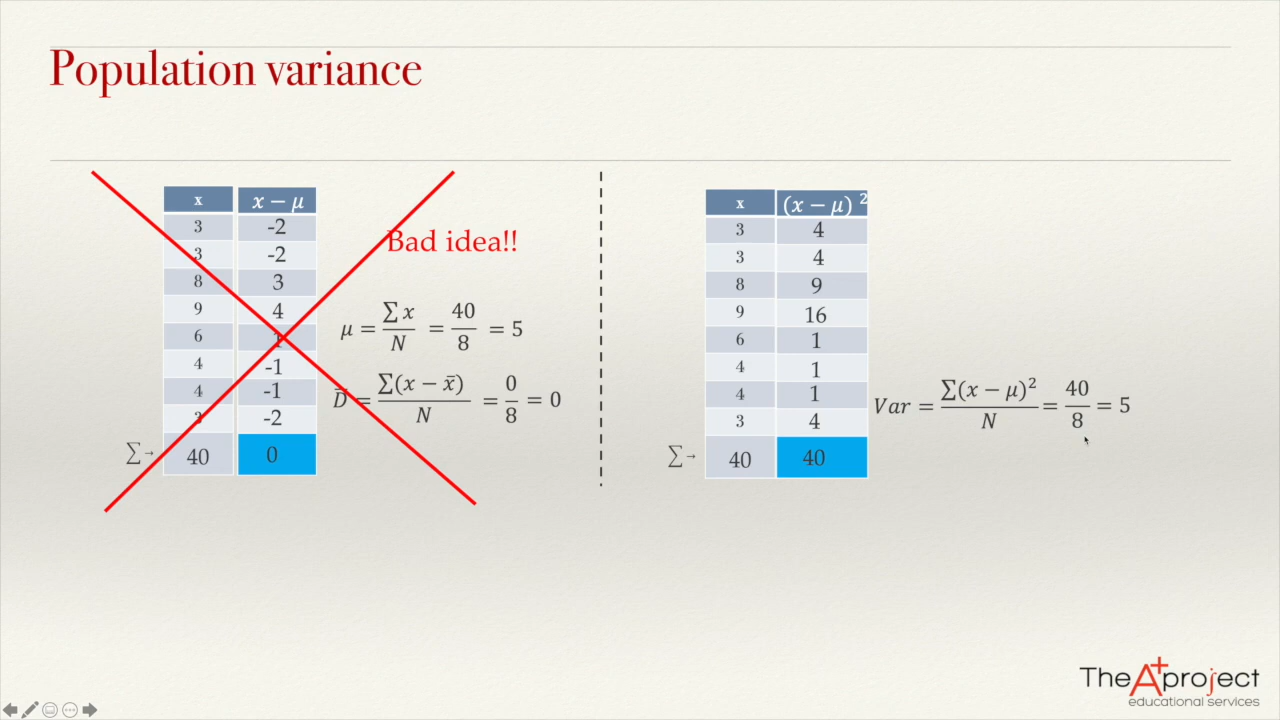 Population variance
x x − μ
3 -2
3 -2
8 3
9 4
6 1
4 -1
4 -1
3 -2
∑→ 40 0
Bad idea!!
μ = ∑ x / N = 40 / 8 = 5
D̅ = ∑(x − x̄) / N = 0 / 8 = 0
x (x − μ) ²
3 4
3 4
8 9
9 16
6 1
4 1
4 1
3 4
∑→ 40 40
Var = ∑(x − μ)² / N = 40 / 8 = 5
The A+ project
educational services